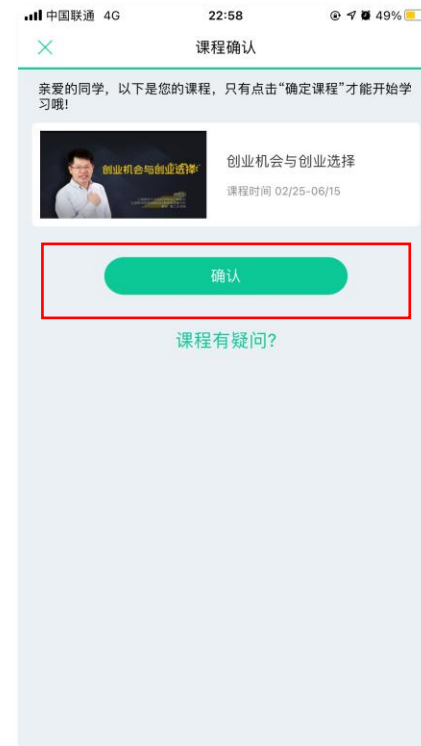 中国联通 4G 22:58 49%
课程确认
亲爱的同学，以下是您的课程，只有点击“确定课程”才能开始学
习哦!
创业机会与创业选择
创业机会与创业选择
课程时间 02/25-06/15
确认
课程有疑问?